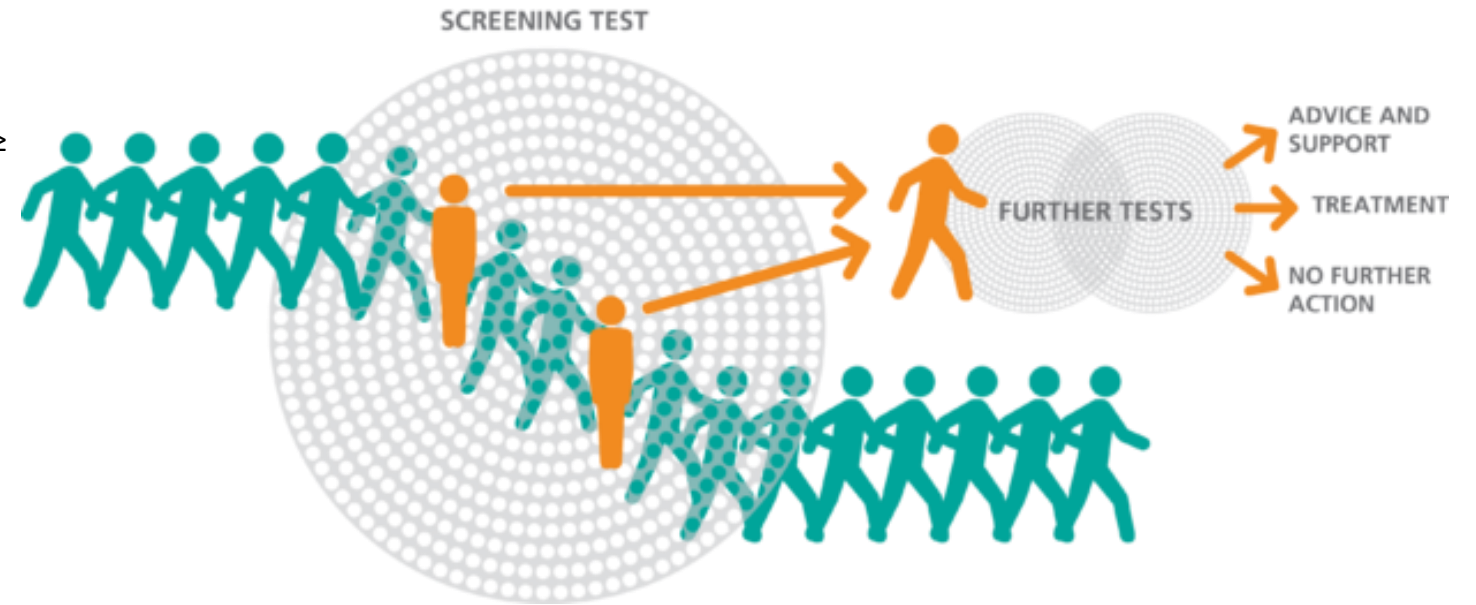 SCREENING TEST
FURTHER TESTS
ADVICE AND
SUPPORT
TREATMENT
NO FURTHER
ACTION